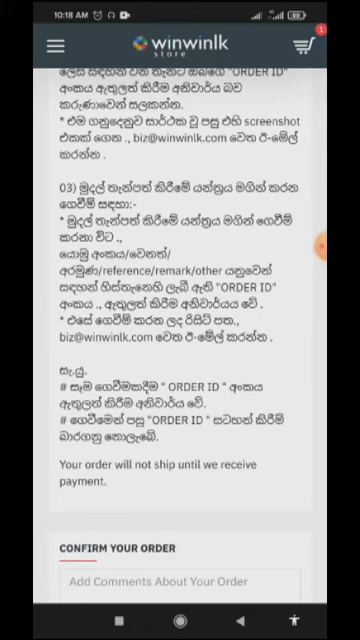 10:18 AM
winwinlk
store
1
ලෙස සඳහන් වන තැනට ඔබගේ "ORDER ID"
අංකය ඇතුලත් කිරීම අනිවාර්ය බව
කරුණාවෙන් සලකන්න.
* එම ගනුදෙනුව සාර්ථක වූ පසු එහි screenshot
එකක් ගෙන ., biz@winwinlk.com වෙත ඊ-මේල්
කරන්න .
03) මුදල් තැන්පත් කිරීමේ යන්ත්‍රය මගින් කරන
ගෙවීම් සඳහා:-
* මුදල් තැන්පත් කිරීමේ යන්ත්‍රය මගින් ගෙවීම්
කරනා විට .,
යොමු අංකය/වෙනත්/
අරමුණ/reference/remark/other යනුවෙන්
සඳහන් හිස්තැනෙහි ලැබී ඇති "ORDER ID"
අංකය ., ඇතුලත් කිරීම අනිවාර්යය වේ .
* එසේ ගෙවීම් කරන ලද රිසිට් පත.,
biz@winwinlk.com වෙත ඊ-මේල් කරන්න .
සැ.යු.
# සෑම ගෙවීමකදීම " ORDER ID " අංකය
ඇතුලත් කිරීම අනිවාර්ය වේ.
# ගෙවීමෙන් පසු "ORDER ID " සටහන් කිරීම්
බාරගනු නොලැබේ.
Your order will not ship until we receive
payment.
CONFIRM YOUR ORDER
Add Comments About Your Order